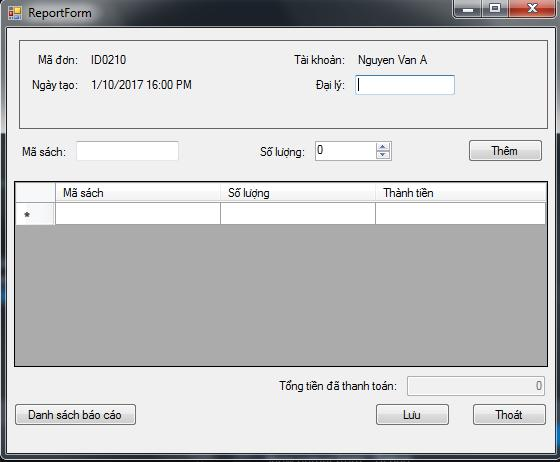 ReportForm
Mã đơn: ID0210 Tài khoản: Nguyen Van A
Ngày tạo: 1/10/2017 16:00 PM Đại lý:
Mã sách: Số lượng: 0 Thêm
Mã sách Số lượng Thành tiền
*
Tổng tiền đã thanh toán: 0
Danh sách báo cáo Lưu Thoát